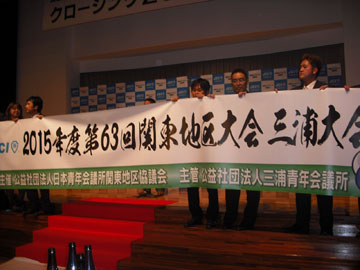 クロージング
CI 2015年度第63回関東地区大会 三浦大会
主催 公益社団法人日本青年会議所関東地区協議会 主管 公益社団法人三浦青年会議所